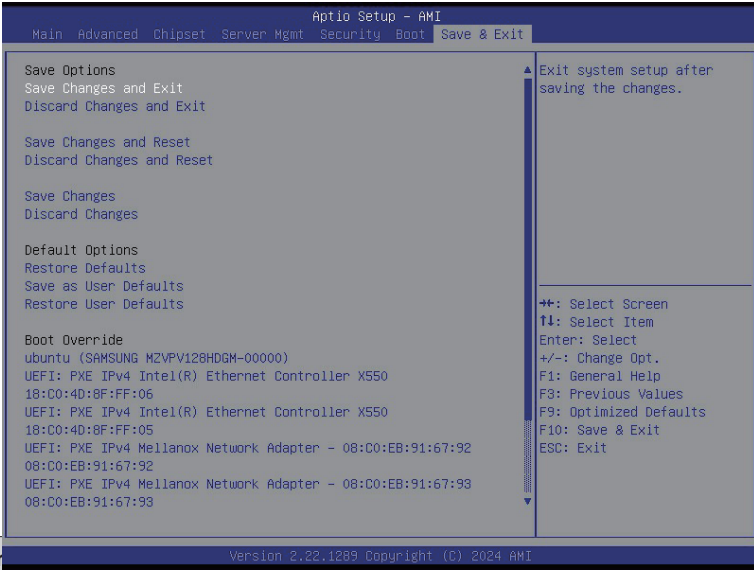 Aptio Setup – AMI
Main Advanced Chipset Server Mgmt Security Boot Save & Exit
Save Options
Save Changes and Exit
Discard Changes and Exit
Save Changes and Reset
Discard Changes and Reset
Save Changes
Discard Changes
Default Options
Restore Defaults
Save as User Defaults
Restore User Defaults
Boot Override
ubuntu (SAMSUNG MZVPV128HDGM-00000)
UEFI: PXE IPv4 Intel(R) Ethernet Controller X550
18:C0:4D:8F:FF:06
UEFI: PXE IPv4 Intel(R) Ethernet Controller X550
18:C0:4D:8F:FF:05
UEFI: PXE IPv4 Mellanox Network Adapter – 08:C0:EB:91:67:92
08:C0:EB:91:67:92
UEFI: PXE IPv4 Mellanox Network Adapter – 08:C0:EB:91:67:93
08:C0:EB:91:67:93
Exit system setup after
saving the changes.
→←: Select Screen
↑↓: Select Item
Enter: Select
+/-: Change Opt.
F1: General Help
F3: Previous Values
F9: Optimized Defaults
F10: Save & Exit
ESC: Exit
Version 2.22.1289 Copyright (C) 2024 AMI